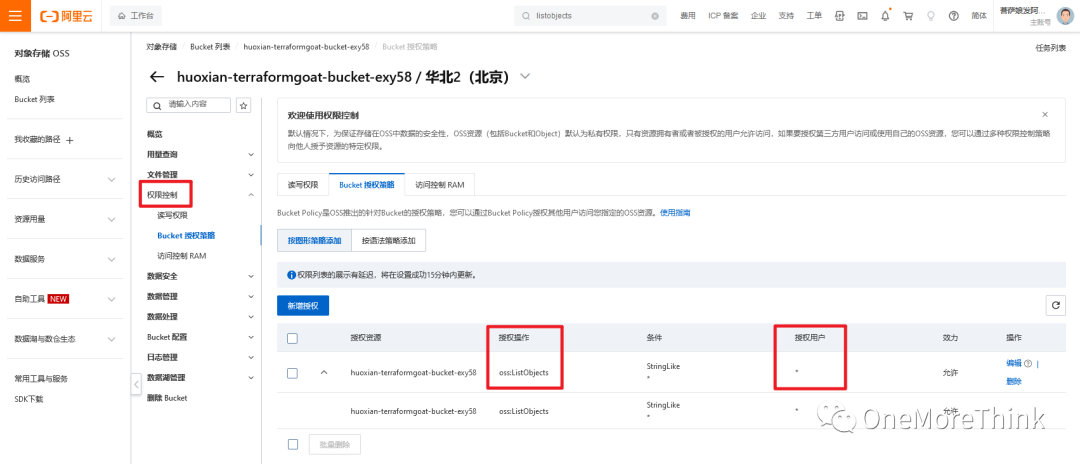 阿里云 工作台 listobjects 费用 ICP 备案 企业 支持 工单 简体 菩萨娘发阿...
主账号
对象存储 OSS
概览
Bucket 列表
我收藏的路径
历史访问路径
资源用量
数据服务
自助工具 NEW
数据湖与数仓生态
常用工具与服务
SDK下载
对象存储 / Bucket 列表 / huoxian-terraformgoat-bucket-exy58 / Bucket 授权策略 任务列表
huoxian-terraformgoat-bucket-exy58 / 华北2（北京）
请输入内容
概览
用量查询
文件管理
权限控制
读写权限
Bucket 授权策略
访问控制 RAM
数据安全
数据管理
数据处理
Bucket 配置
日志管理
数据湖管理
删除 Bucket
欢迎使用权限控制
默认情况下，为保证存储在OSS中数据的安全性，OSS资源（包括Bucket和Object）默认为私有权限，只有资源拥有者或者被授权的用户允许访问，如果要授权第三方用户访问或使用自己的OSS资源，您可以通过多种权限控制策略
向他人授予资源的特定权限。
读写权限 Bucket 授权策略 访问控制 RAM
Bucket Policy是OSS推出的针对Bucket的授权策略，您可以通过Bucket Policy授权其他用户访问您指定的OSS资源。使用指南
按图形策略添加 按语法策略添加
权限列表的展示有延迟，将在设置成功15分钟内更新。
新增授权
授权资源 授权操作 条件 授权用户 效力 操作
huoxian-terraformgoat-bucket-exy58 oss:ListObjects StringLike * * 允许 编辑 |
删除
huoxian-terraformgoat-bucket-exy58 oss:ListObjects StringLike * * 允许
批量删除
OneMoreThink